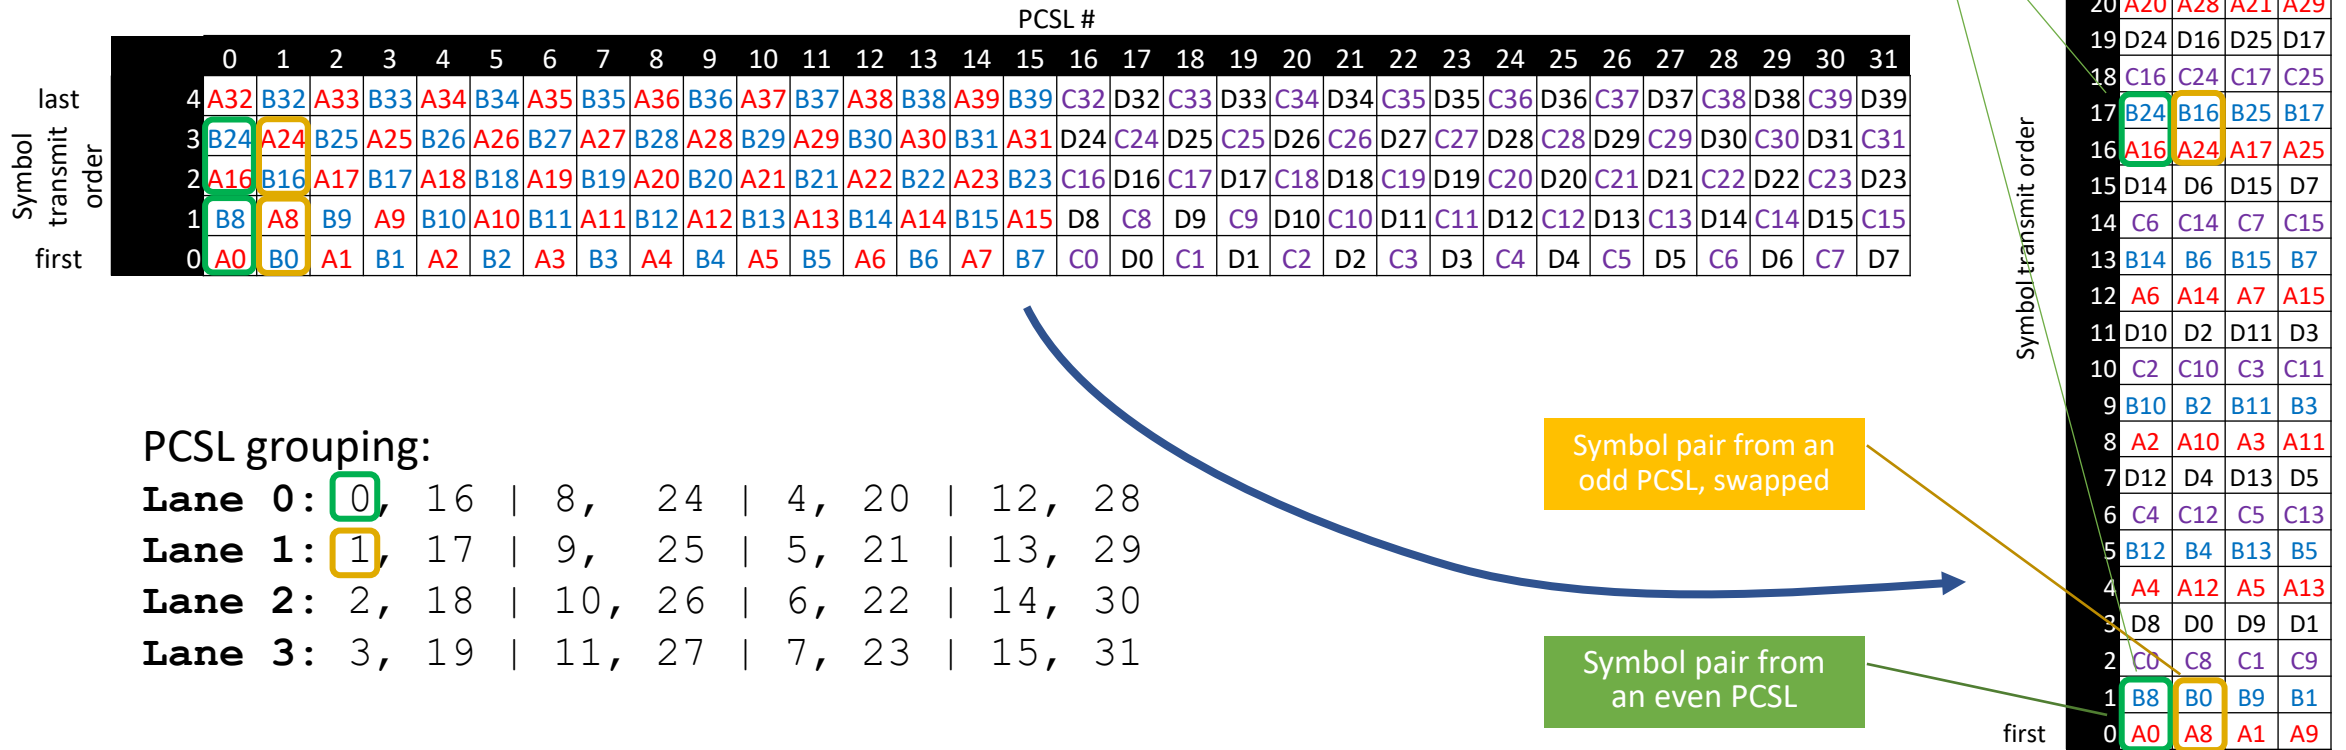 PCSL #
0 1 2 3 4 5 6 7 8 9 10 11 12 13 14 15 16 17 18 19 20 21 22 23 24 25 26 27 28 29 30 31
last 4 A32 B32 A33 B33 A34 B34 A35 B35 A36 B36 A37 B37 A38 B38 A39 B39 C32 D32 C33 D33 C34 D34 C35 D35 C36 D36 C37 D37 C38 D38 C39 D39
3 B24 A24 B25 A25 B26 A26 B27 A27 B28 A28 B29 A29 B30 A30 B31 A31 D24 C24 D25 C25 D26 C26 D27 C27 D28 C28 D29 C29 D30 C30 D31 C31
2 A16 B16 A17 B17 A18 B18 A19 B19 A20 B20 A21 B21 A22 B22 A23 B23 C16 D16 C17 D17 C18 D18 C19 D19 C20 D20 C21 D21 C22 D22 C23 D23
1 B8 A8 B9 A9 B10 A10 B11 A11 B12 A12 B13 A13 B14 A14 B15 A15 D8 C8 D9 C9 D10 C10 D11 C11 D12 C12 D13 C13 D14 C14 D15 C15
first 0 A0 B0 A1 B1 A2 B2 A3 B3 A4 B4 A5 B5 A6 B6 A7 B7 C0 D0 C1 D1 C2 D2 C3 D3 C4 D4 C5 D5 C6 D6 C7 D7
Symbol
transmit
order
PCSL grouping:
Lane 0: 0, 16 | 8, 24 | 4, 20 | 12, 28
Lane 1: 1, 17 | 9, 25 | 5, 21 | 13, 29
Lane 2: 2, 18 | 10, 26 | 6, 22 | 14, 30
Lane 3: 3, 19 | 11, 27 | 7, 23 | 15, 31
Symbol pair from an
odd PCSL, swapped
Symbol pair from
an even PCSL
Symbol transmit order
20 A20 A28 A21 A29
19 D24 D16 D25 D17
18 C16 C24 C17 C25
17 B24 B16 B25 B17
16 A16 A24 A17 A25
15 D14 D6 D15 D7
14 C6 C14 C7 C15
13 B14 B6 B15 B7
12 A6 A14 A7 A15
11 D10 D2 D11 D3
10 C2 C10 C3 C11
9 B10 B2 B11 B3
8 A2 A10 A3 A11
7 D12 D4 D13 D5
6 C4 C12 C5 C13
5 B12 B4 B13 B5
4 A4 A12 A5 A13
3 D8 D0 D9 D1
2 C0 C8 C1 C9
1 B8 B0 B9 B1
first 0 A0 A8 A1 A9